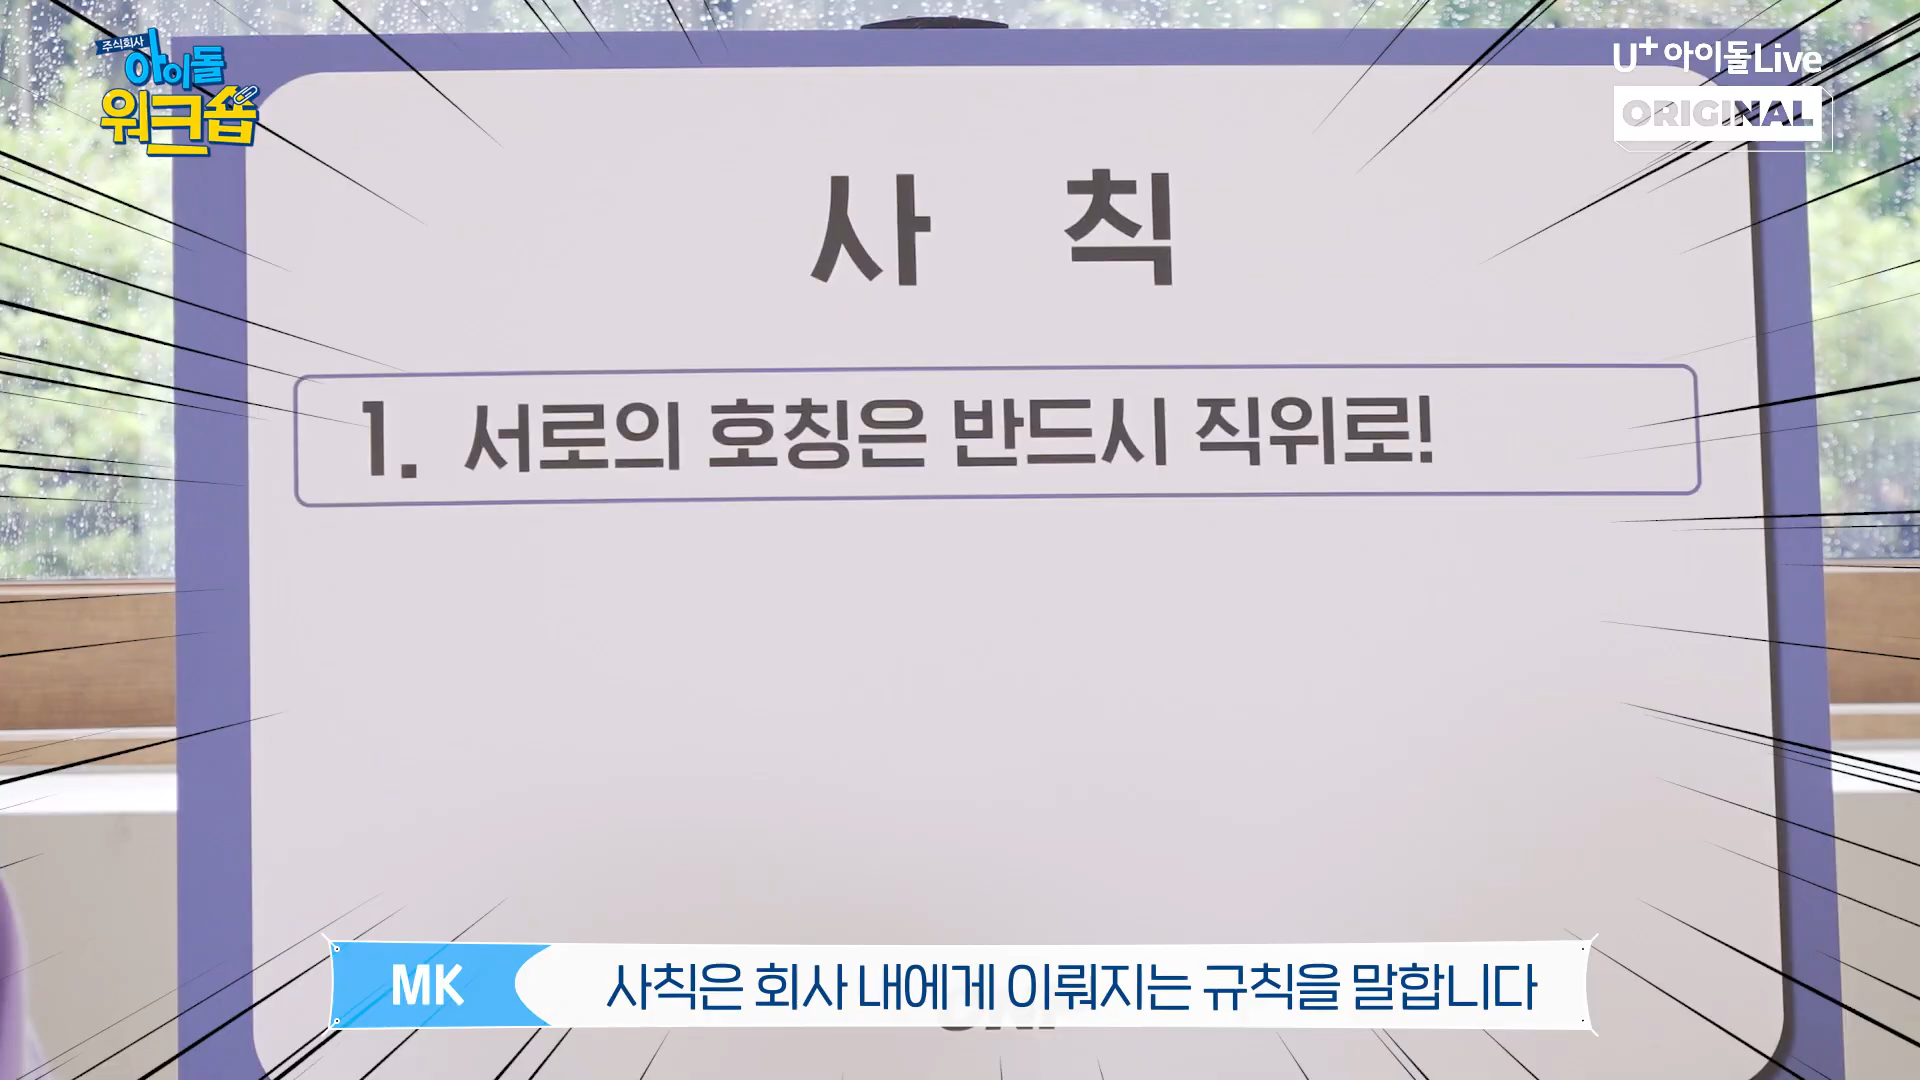 주식회사
아이돌
워크숍
U+아이돌Live
ORIGINAL
사 칙
1. 서로의 호칭은 반드시 직위로!
MK
사칙은 회사 내에게 이뤄지는 규칙을 말합니다